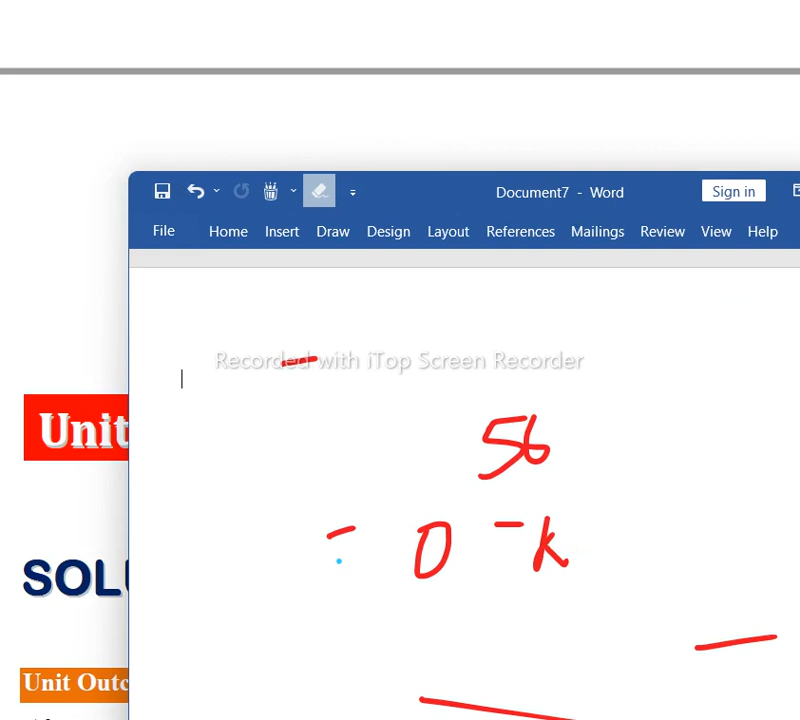 Document7 - Word
Sign in
File Home Insert Draw Design Layout References Mailings Review View Help
Recorded with iTop Screen Recorder
Unit
56
0 - k
SOLU
Unit Outc